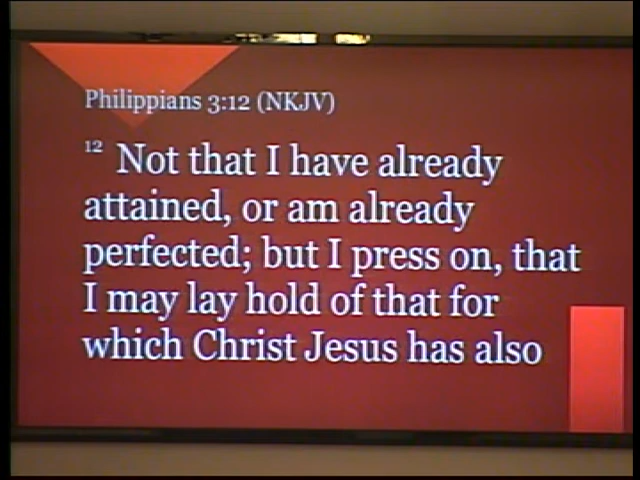 Philippians 3:12 (NKJV)
12 Not that I have already
attained, or am already
perfected; but I press on, that
I may lay hold of that for
which Christ Jesus has also